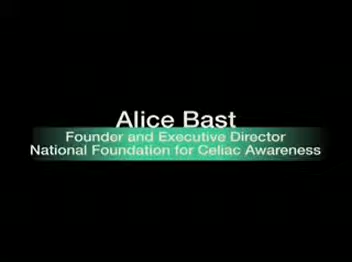 Alice Bast
Founder and Executive Director
National Foundation for Celiac Awareness